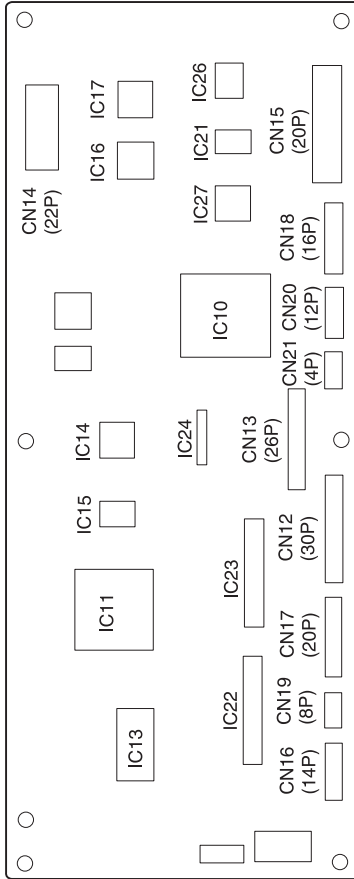 IC17
IC26
CN15
(20P)
IC16
IC21
CN14
(22P)
IC27
CN18
(16P)
IC10
CN20
(12P)
CN21
(4P)
IC14
IC24
CN13
(26P)
IC15
CN12
(30P)
IC11
IC23
CN17
(20P)
IC22
CN19
(8P)
IC13
CN16
(14P)